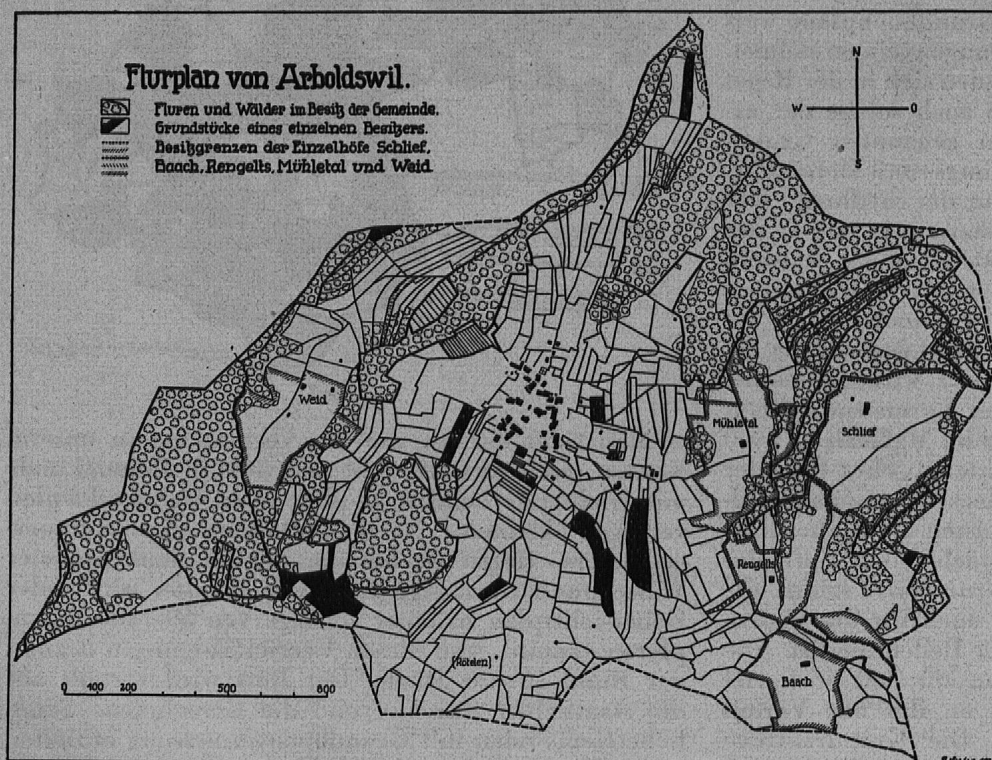 Flurplan von Arboldswil.
Fluren und Wälder im Besitz der Gemeinde.
Grundstücke eines einzelnen Besitzers.
Besitzgrenzen der Einzelhöfe Schlief,
Baach, Rengelts, Mühletal und Weid
N
W
O
S
Weid
Mühletal
Schlief
Rengelts
(Rötelen)
Baach
0 100 200 500 800